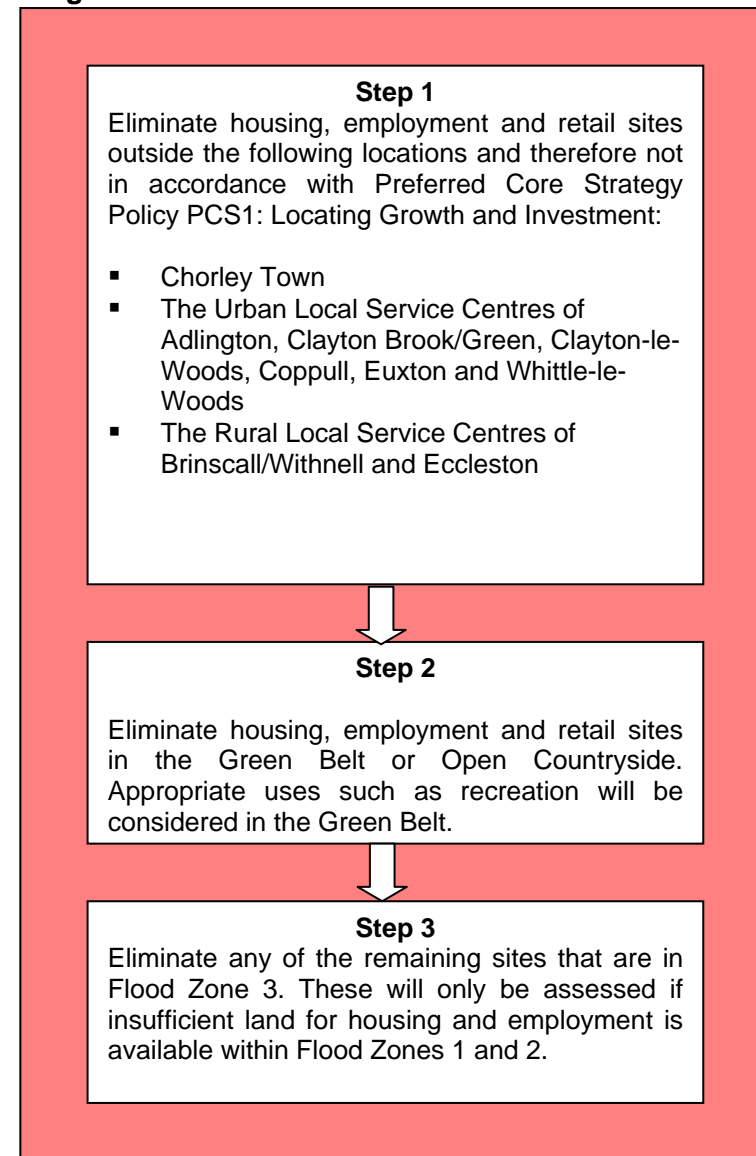 Step 1
Eliminate housing, employment and retail sites
outside the following locations and therefore not
in accordance with Preferred Core Strategy
Policy PCS1: Locating Growth and Investment:
▪ Chorley Town
▪ The Urban Local Service Centres of
Adlington, Clayton Brook/Green, Clayton-le-
Woods, Coppull, Euxton and Whittle-le-
Woods
▪ The Rural Local Service Centres of
Brinscall/Withnell and Eccleston
Step 2
Eliminate housing, employment and retail sites
in the Green Belt or Open Countryside.
Appropriate uses such as recreation will be
considered in the Green Belt.
Step 3
Eliminate any of the remaining sites that are in
Flood Zone 3. These will only be assessed if
insufficient land for housing and employment is
available within Flood Zones 1 and 2.